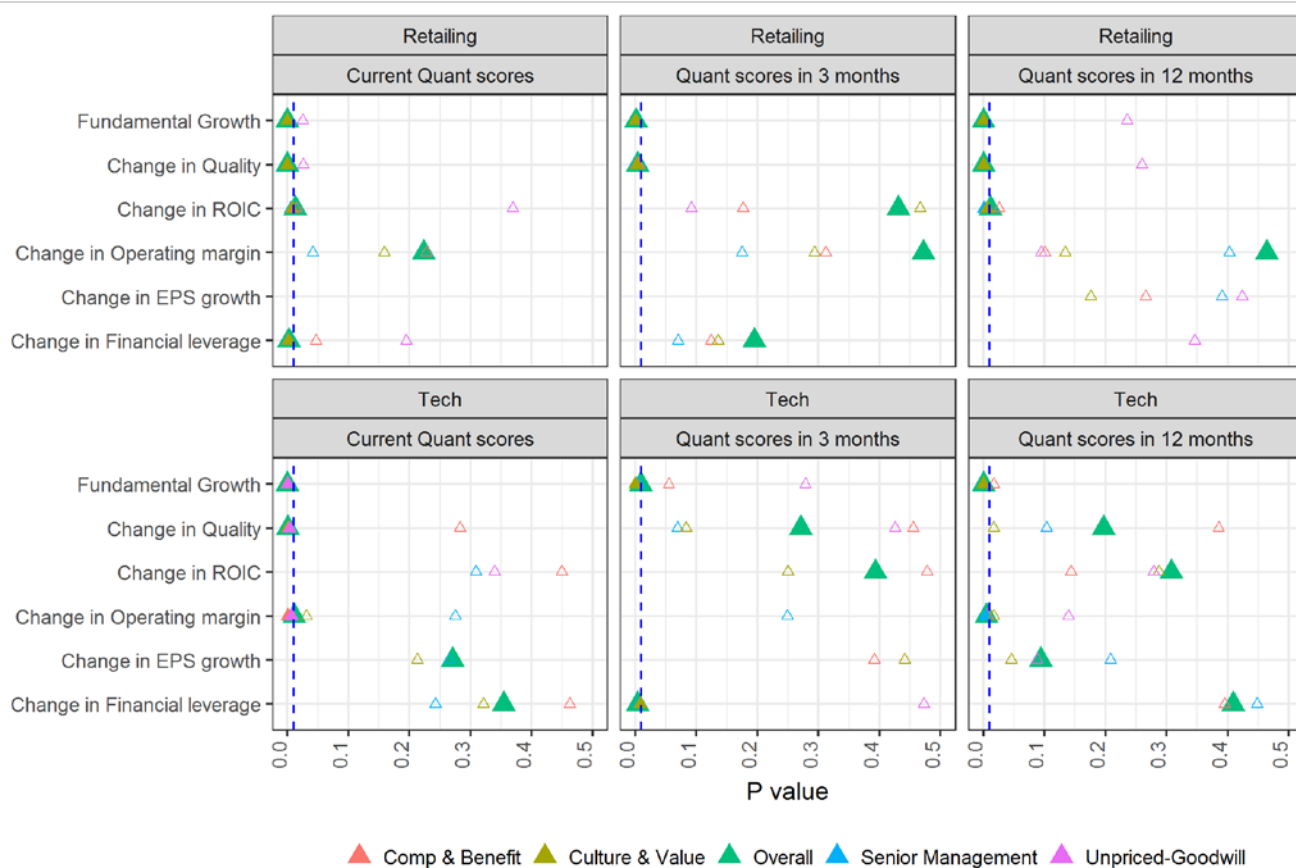 Retailing Retailing Retailing
Current Quant scores Quant scores in 3 months Quant scores in 12 months
Fundamental Growth
Change in Quality
Change in ROIC
Change in Operating margin
Change in EPS growth
Change in Financial leverage
Tech Tech Tech
Current Quant scores Quant scores in 3 months Quant scores in 12 months
Fundamental Growth
Change in Quality
Change in ROIC
Change in Operating margin
Change in EPS growth
Change in Financial leverage
0.0 0.1 0.2 0.3 0.4 0.5 0.0 0.1 0.2 0.3 0.4 0.5 0.0 0.1 0.2 0.3 0.4 0.5
P value
Comp & Benefit Culture & Value Overall Senior Management Unpriced-Goodwill